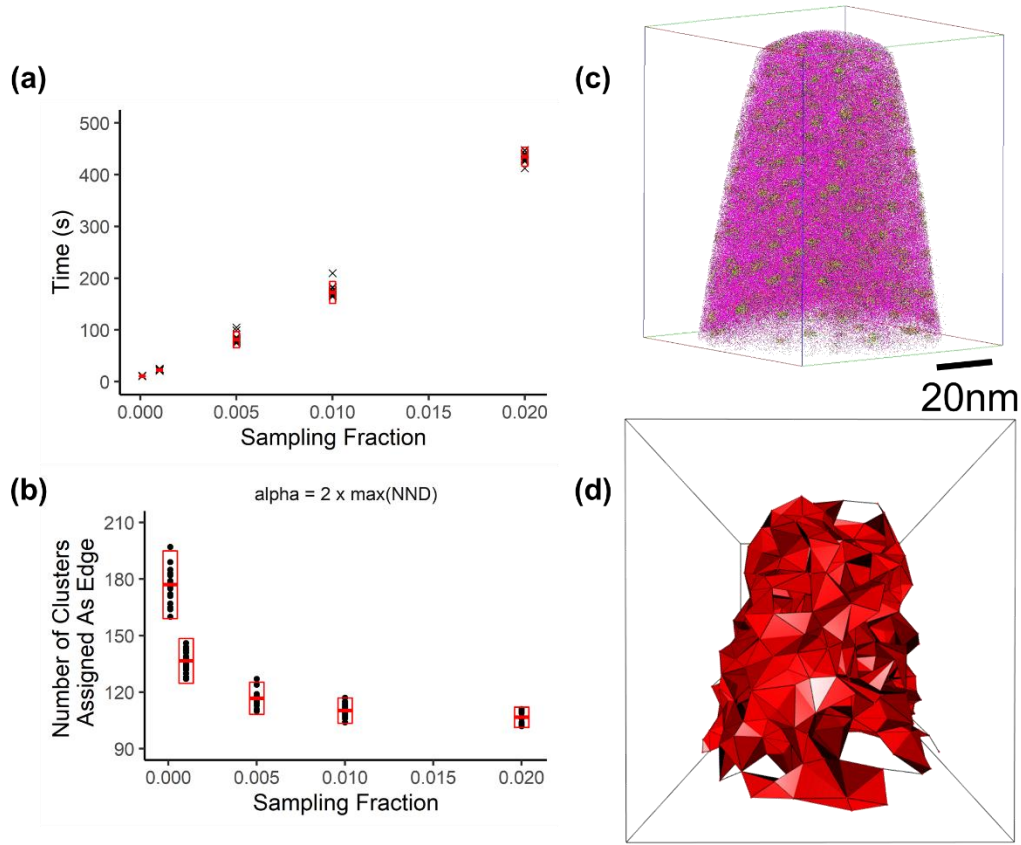 (a)
500
400
300
200
100
0
Time (s)
0.000 0.005 0.010 0.015 0.020
Sampling Fraction
(b)
alpha = 2 x max(NND)
210
180
150
120
90
Number of Clusters
Assigned As Edge
0.000 0.005 0.010 0.015 0.020
Sampling Fraction
(c)
20nm
(d)